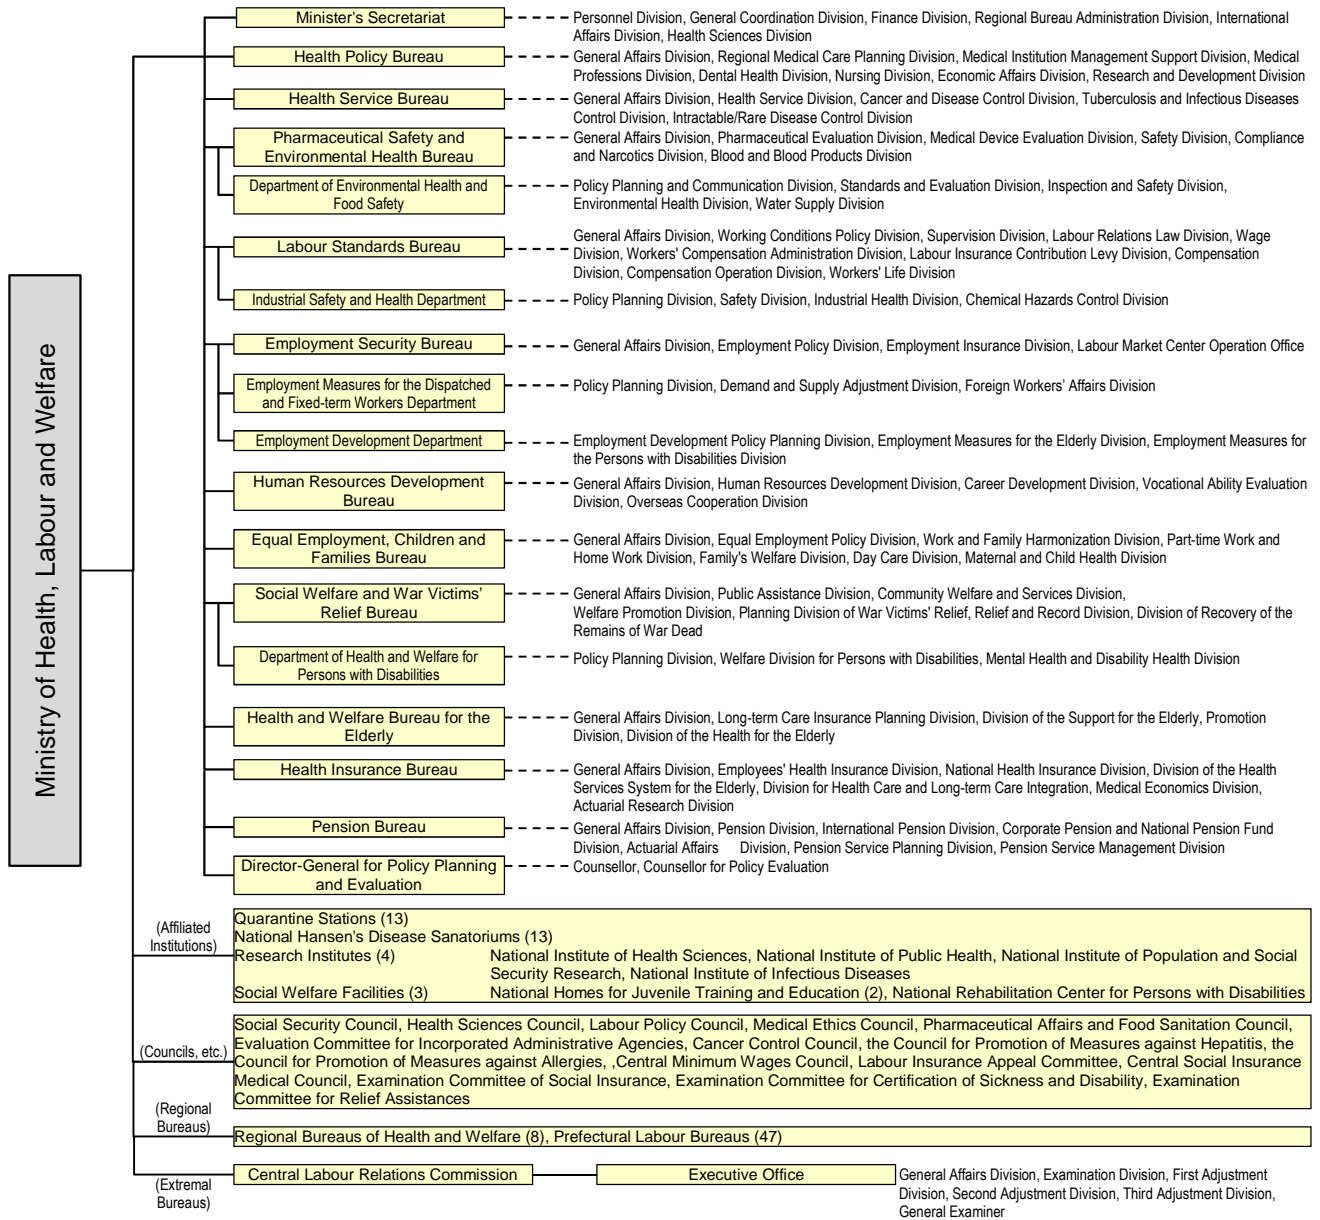 Ministry of Health, Labour and Welfare
Minister's Secretariat
Personnel Division, General Coordination Division, Finance Division, Regional Bureau Administration Division, International
Affairs Division, Health Sciences Division
Health Policy Bureau
General Affairs Division, Regional Medical Care Planning Division, Medical Institution Management Support Division, Medical
Professions Division, Dental Health Division, Nursing Division, Economic Affairs Division, Research and Development Division
Health Service Bureau
General Affairs Division, Health Service Division, Cancer and Disease Control Division, Tuberculosis and Infectious Diseases
Control Division, Intractable/Rare Disease Control Division
Pharmaceutical Safety and
Environmental Health Bureau
General Affairs Division, Pharmaceutical Evaluation Division, Medical Device Evaluation Division, Safety Division, Compliance
and Narcotics Division, Blood and Blood Products Division
Department of Environmental Health and
Food Safety
Policy Planning and Communication Division, Standards and Evaluation Division, Inspection and Safety Division,
Environmental Health Division, Water Supply Division
Labour Standards Bureau
General Affairs Division, Working Conditions Policy Division, Supervision Division, Labour Relations Law Division, Wage
Division, Workers' Compensation Administration Division, Labour Insurance Contribution Levy Division, Compensation
Division, Compensation Operation Division, Workers' Life Division
Industrial Safety and Health Department
Policy Planning Division, Safety Division, Industrial Health Division, Chemical Hazards Control Division
Employment Security Bureau
General Affairs Division, Employment Policy Division, Employment Insurance Division, Labour Market Center Operation Office
Employment Measures for the Dispatched
and Fixed-term Workers Department
Policy Planning Division, Demand and Supply Adjustment Division, Foreign Workers' Affairs Division
Employment Development Department
Employment Development Policy Planning Division, Employment Measures for the Elderly Division, Employment Measures for
the Persons with Disabilities Division
Human Resources Development
Bureau
General Affairs Division, Human Resources Development Division, Career Development Division, Vocational Ability Evaluation
Division, Overseas Cooperation Division
Equal Employment, Children and
Families Bureau
General Affairs Division, Equal Employment Policy Division, Work and Family Harmonization Division, Part-time Work and
Home Work Division, Family's Welfare Division, Day Care Division, Maternal and Child Health Division
Social Welfare and War Victims'
Relief Bureau
General Affairs Division, Public Assistance Division, Community Welfare and Services Division,
Welfare Promotion Division, Planning Division of War Victims' Relief, Relief and Record Division, Division of Recovery of the
Remains of War Dead
Department of Health and Welfare for
Persons with Disabilities
Policy Planning Division, Welfare Division for Persons with Disabilities, Mental Health and Disability Health Division
Health and Welfare Bureau for the
Elderly
General Affairs Division, Long-term Care Insurance Planning Division, Division of the Support for the Elderly, Promotion
Division, Division of the Health for the Elderly
Health Insurance Bureau
General Affairs Division, Employees' Health Insurance Division, National Health Insurance Division, Division of the Health
Services System for the Elderly, Division for Health Care and Long-term Care Integration, Medical Economics Division,
Actuarial Research Division
Pension Bureau
General Affairs Division, Pension Division, International Pension Division, Corporate Pension and National Pension Fund
Division, Actuarial Affairs Division, Pension Service Planning Division, Pension Service Management Division
Director-General for Policy Planning
and Evaluation
Counsellor, Counsellor for Policy Evaluation
(Affiliated
Institutions)
Quarantine Stations (13)
National Hansen's Disease Sanatoriums (13)
Research Institutes (4) National Institute of Health Sciences, National Institute of Public Health, National Institute of Population and Social
Security Research, National Institute of Infectious Diseases
Social Welfare Facilities (3) National Homes for Juvenile Training and Education (2), National Rehabilitation Center for Persons with Disabilities
(Councils, etc.)
Social Security Council, Health Sciences Council, Labour Policy Council, Medical Ethics Council, Pharmaceutical Affairs and Food Sanitation Council,
Evaluation Committee for Incorporated Administrative Agencies, Cancer Control Council, the Council for Promotion of Measures against Hepatitis, the
Council for Promotion of Measures against Allergies, ,Central Minimum Wages Council, Labour Insurance Appeal Committee, Central Social Insurance
Medical Council, Examination Committee of Social Insurance, Examination Committee for Certification of Sickness and Disability, Examination
Committee for Relief Assistances
(Regional
Bureaus)
Regional Bureaus of Health and Welfare (8), Prefectural Labour Bureaus (47)
(Extremal
Bureaus)
Central Labour Relations Commission
Executive Office
General Affairs Division, Examination Division, First Adjustment
Division, Second Adjustment Division, Third Adjustment Division,
General Examiner